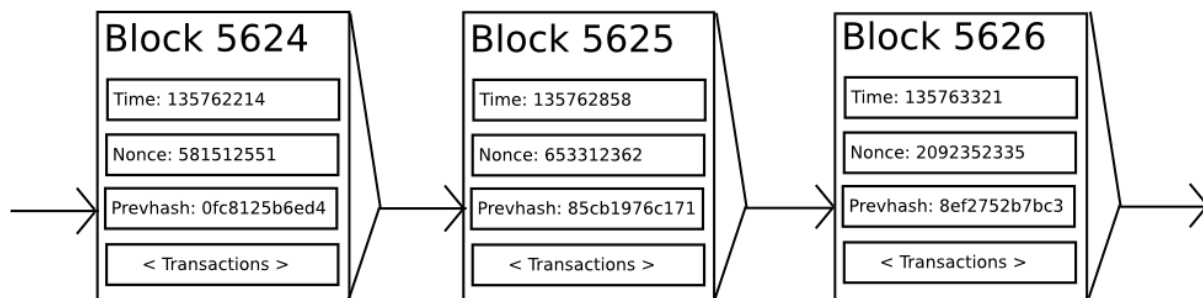 Block 5624
Time: 135762214
Nonce: 581512551
Prevhash: 0fc8125b6ed4
< Transactions >
Block 5625
Time: 135762858
Nonce: 653312362
Prevhash: 85cb1976c171
< Transactions >
Block 5626
Time: 135763321
Nonce: 2092352335
Prevhash: 8ef2752b7bc3
< Transactions >